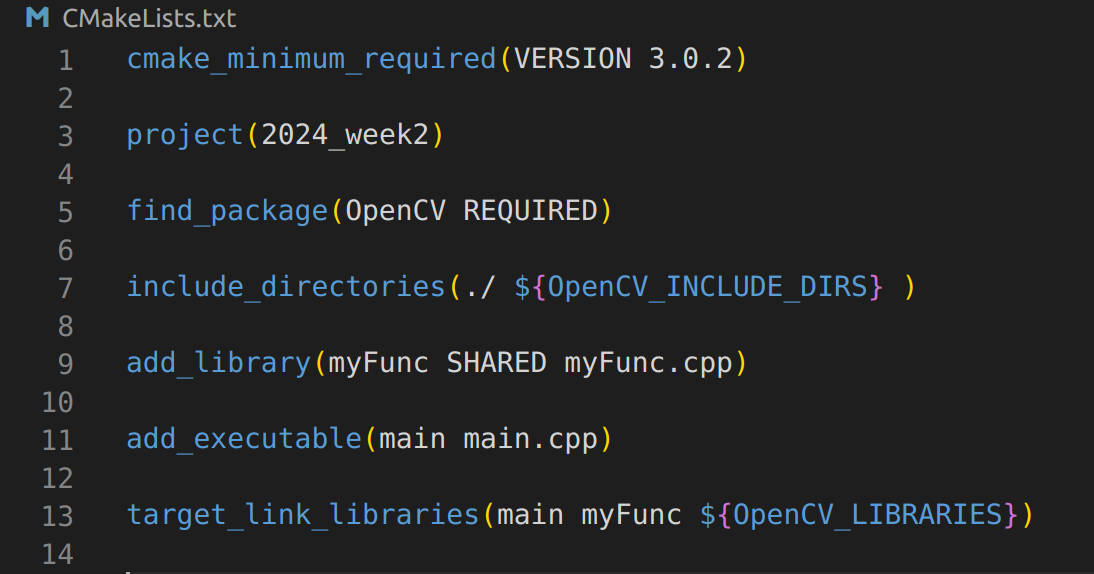 M CMakeLists.txt
1 cmake_minimum_required(VERSION 3.0.2)
2
3 project(2024_week2)
4
5 find_package(OpenCV REQUIRED)
6
7 include_directories(./ ${OpenCV_INCLUDE_DIRS} )
8
9 add_library(myFunc SHARED myFunc.cpp)
10
11 add_executable(main main.cpp)
12
13 target_link_libraries(main myFunc ${OpenCV_LIBRARIES})
14